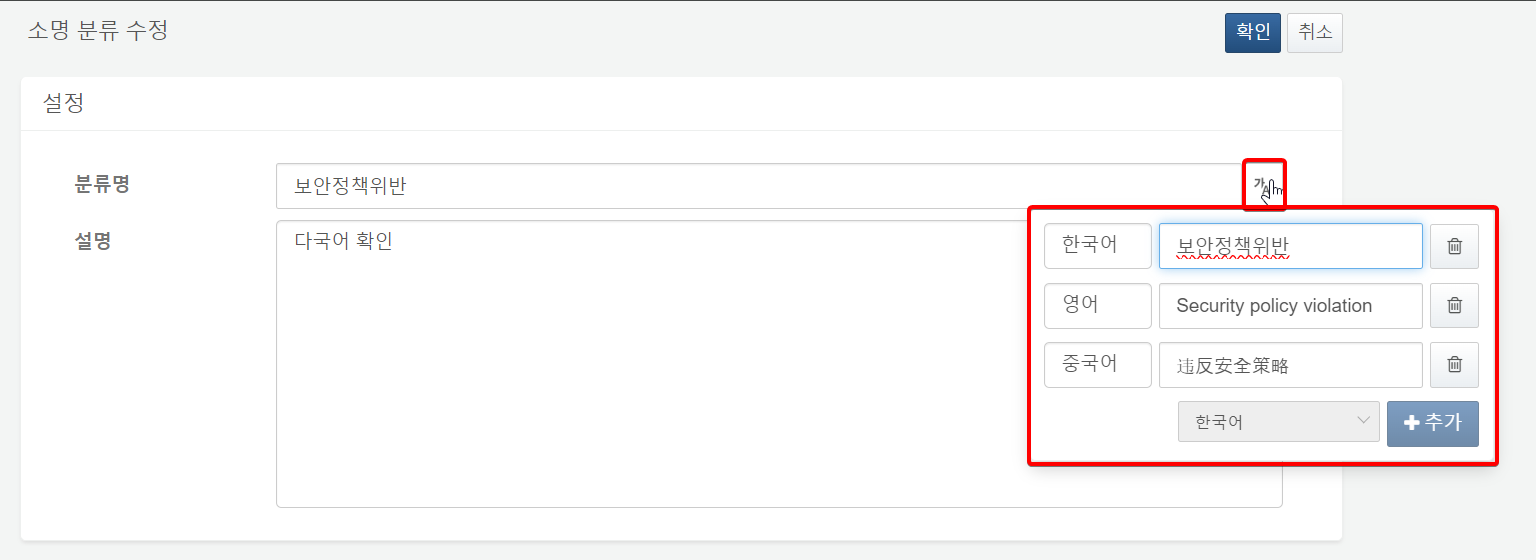 소명 분류 수정
확인 취소
설정
분류명
보안정책위반
가A
설명
다국어 확인
한국어 보안정책위반
영어 Security policy violation
중국어 违反安全策略
한국어 추가